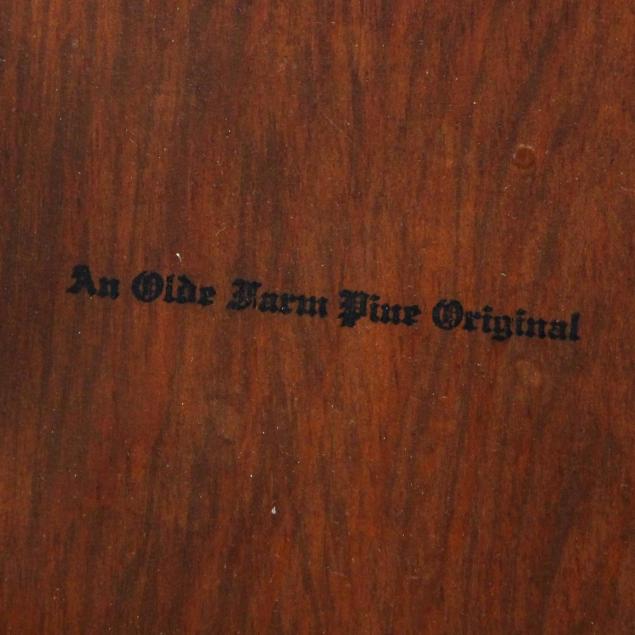 An Olde Farm Pine Original